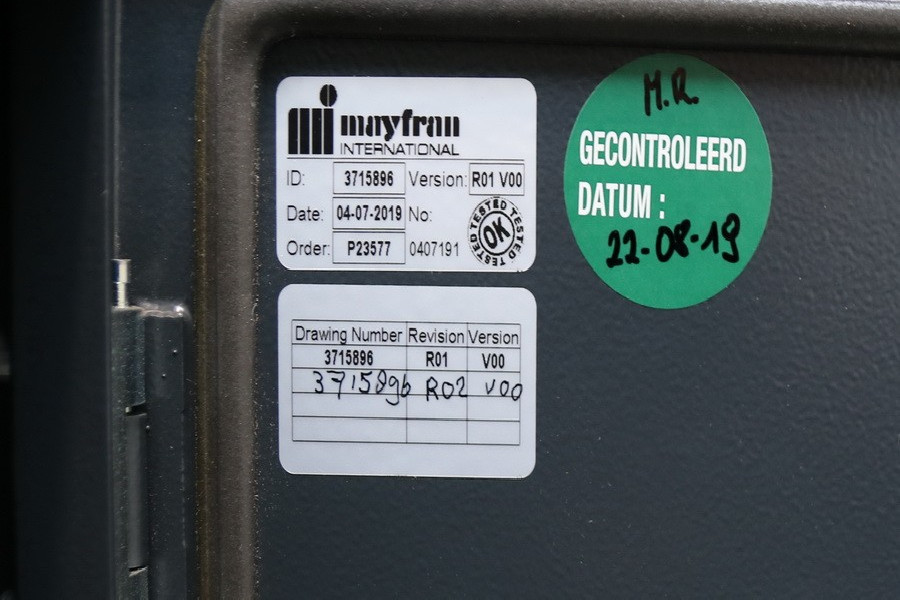 mayfran
INTERNATIONAL
ID: 3715896 Version: R01 V00
Date: 04-07-2019 No:
Order: P23577 0407191
TESTED TESTED TESTED TESTED
OK
M.R.
GECONTROLEERD
DATUM :
22-08-19
Drawing Number Revision Version
3715896 R01 V00
3715896 R02 V00